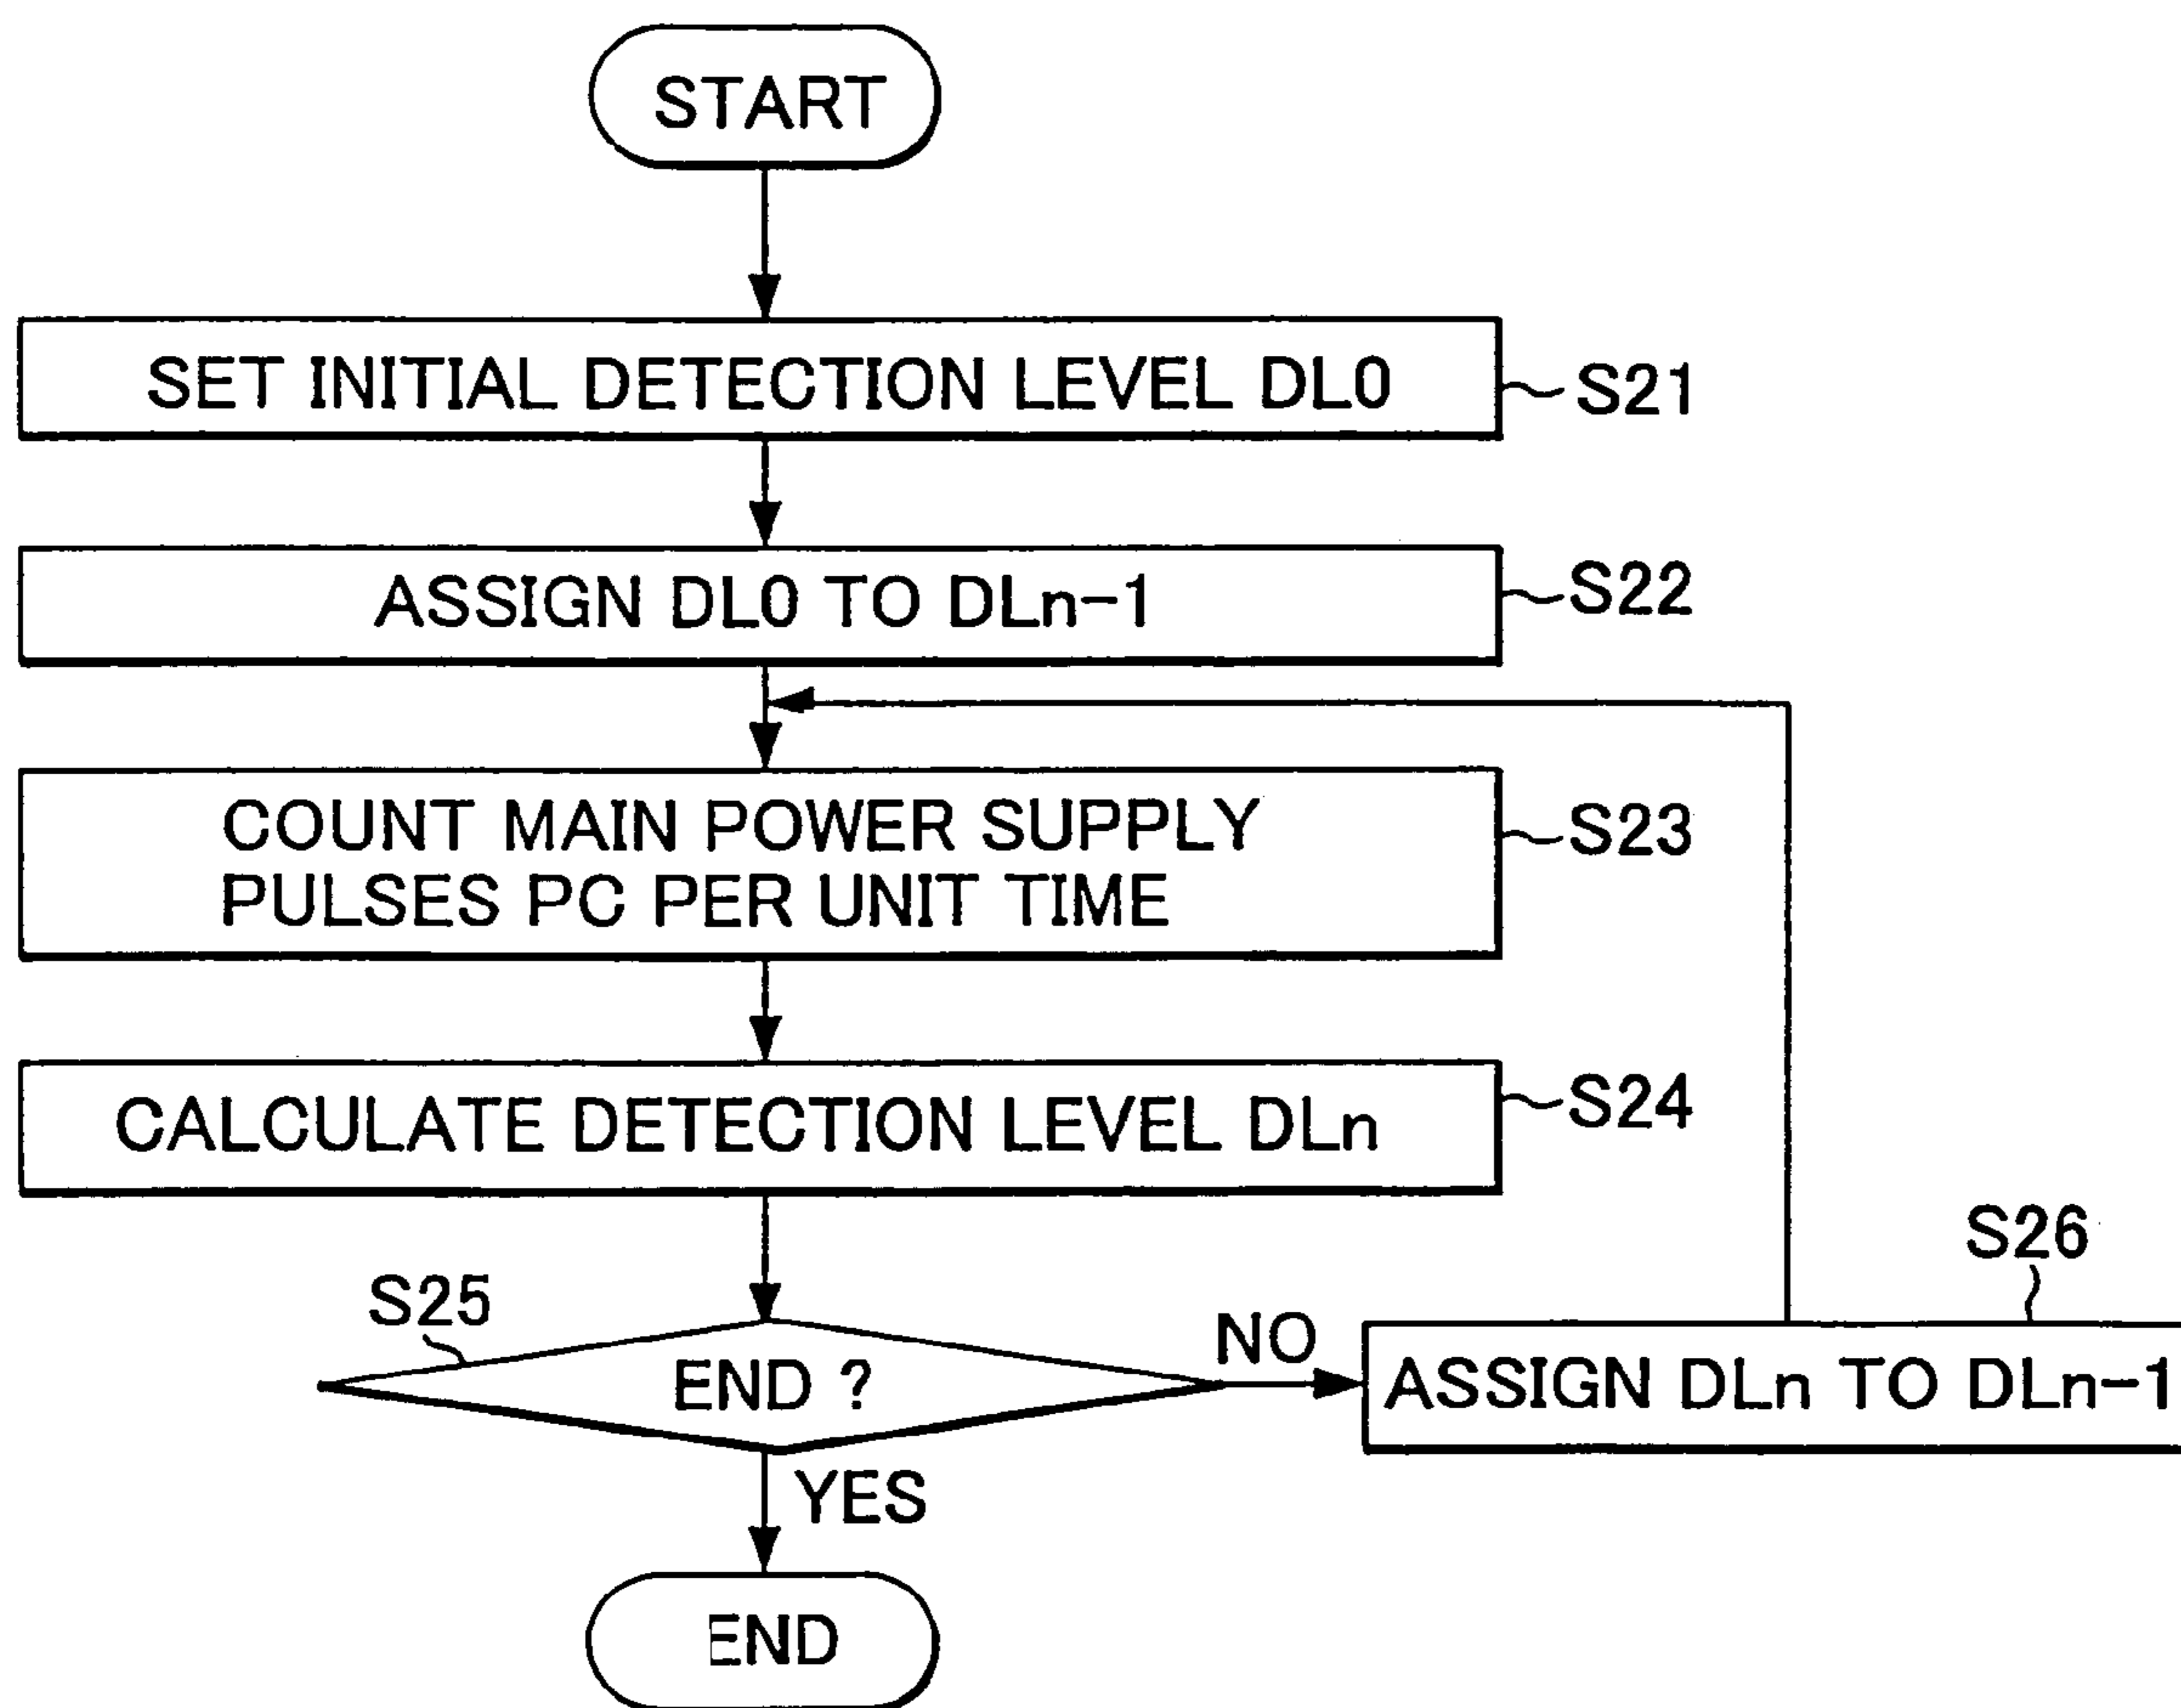 START
SET INITIAL DETECTION LEVEL DL0
S21
ASSIGN DL0 TO DLn-1
S22
COUNT MAIN POWER SUPPLY
PULSES PC PER UNIT TIME
S23
CALCULATE DETECTION LEVEL DLn
S24
S25
END ?
NO
S26
ASSIGN DLn TO DLn-1
YES
END